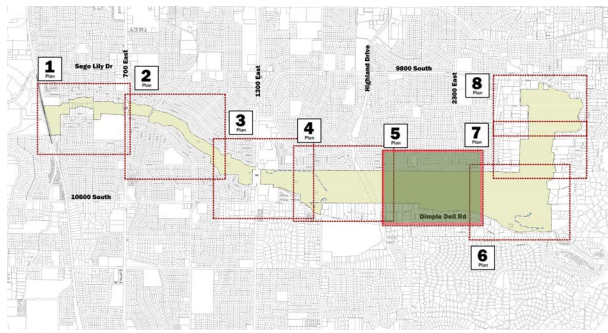 1
Plan
Sego Lily Dr
700 East
2
Plan
3
Plan
1300 East
4
Plan
Highland Drive
5
Plan
9800 South
2300 East
8
Plan
7
Plan
10600 South
Dimple Dell Rd
6
Plan